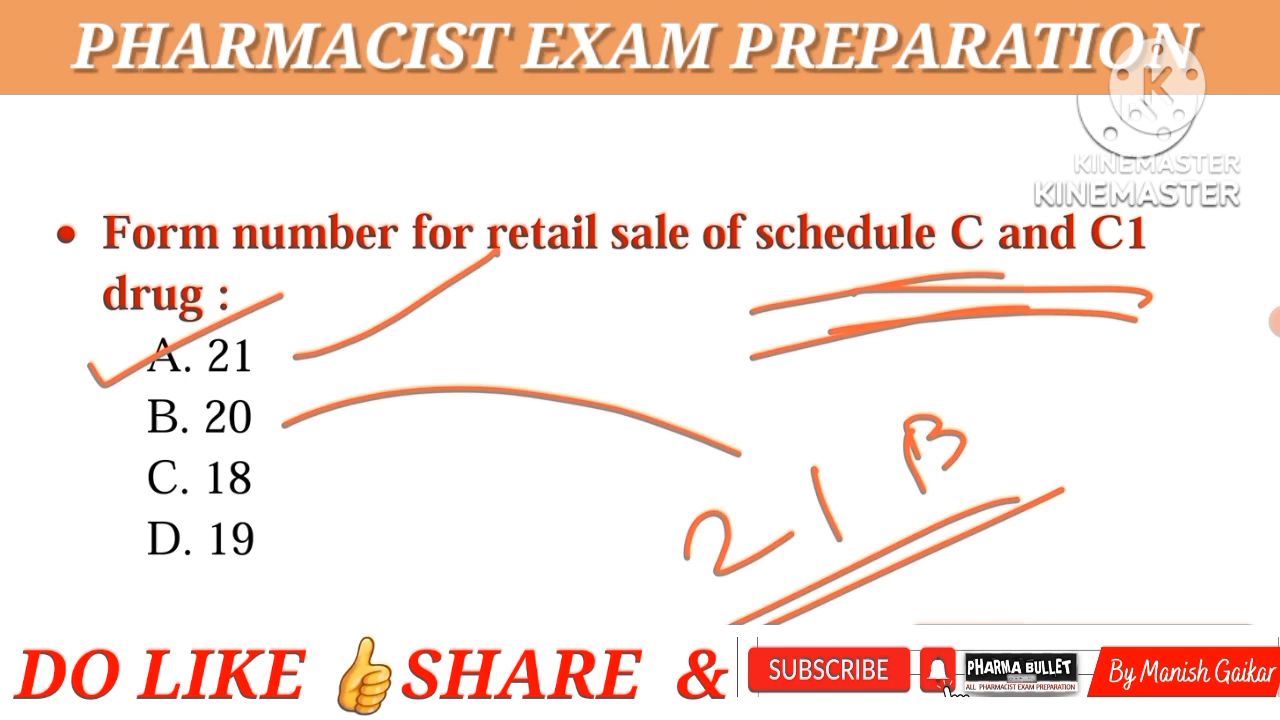 PHARMACIST EXAM PREPARATION
KINEMASTER
KINEMASTER
• Form number for retail sale of schedule C and C1
drug :
A. 21
B. 20
C. 18
D. 19
21 B
DO LIKE 👍 SHARE &
SUBSCRIBE
PHARMA BULLET
ALL PHARMACIST EXAM PREPARATION
By Manish Gaikar